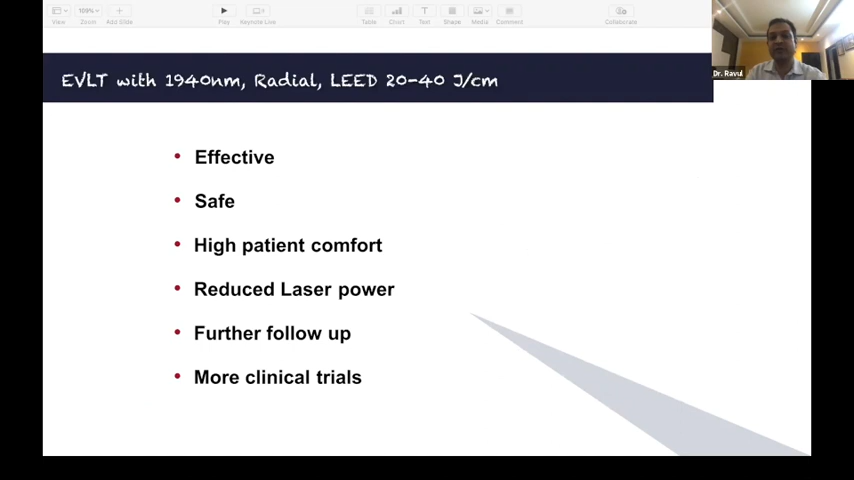 View
Zoom
Add Slide
Play
Keynote Live
Table
Chart
Text
Shape
Media
Comment
Collaborate
109%
Dr. Ravul
EVLT with 1940nm, Radial, LEED 20-40 J/cm
• Effective
• Safe
• High patient comfort
• Reduced Laser power
• Further follow up
• More clinical trials